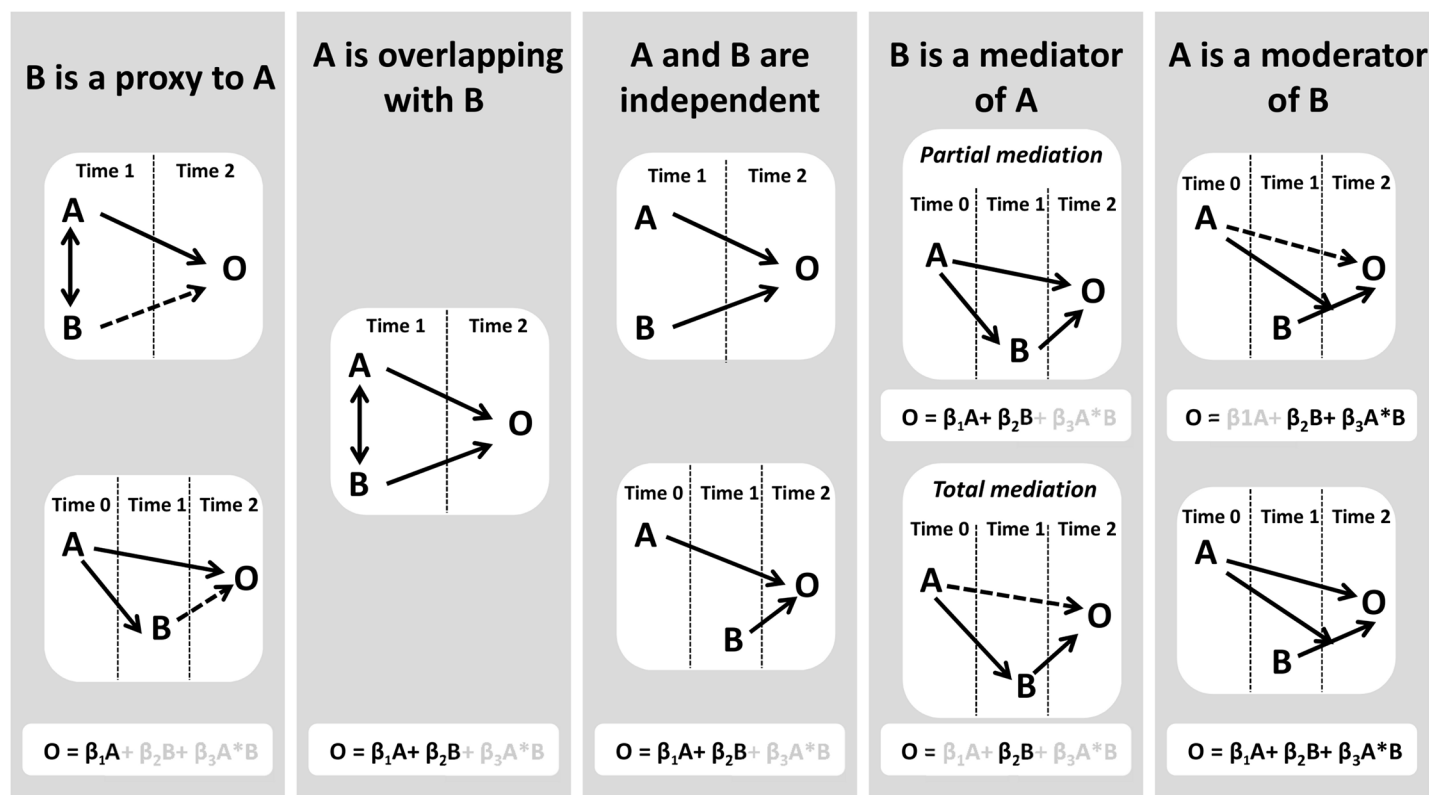 B is a proxy to A
Time 1 Time 2
A
O
B
Time 0 Time 1 Time 2
A
O
B
O = β₁A+ β₂B+ β₃A*B
A is overlapping
with B
Time 1 Time 2
A
O
B
O = β₁A+ β₂B+ β₃A*B
A and B are
independent
Time 1 Time 2
A
O
B
Time 0 Time 1 Time 2
A
O
B
O = β₁A+ β₂B+ β₃A*B
B is a mediator
of A
Partial mediation
Time 0 Time 1 Time 2
A
O
B
O = β₁A+ β₂B+ β₃A*B
Total mediation
Time 0 Time 1 Time 2
A
O
B
O = β₁A+ β₂B+ β₃A*B
A is a moderator
of B
Time 0 Time 1 Time 2
A
O
B
O = β1A+ β₂B+ β₃A*B
Time 0 Time 1 Time 2
A
O
B
O = β₁A+ β₂B+ β₃A*B